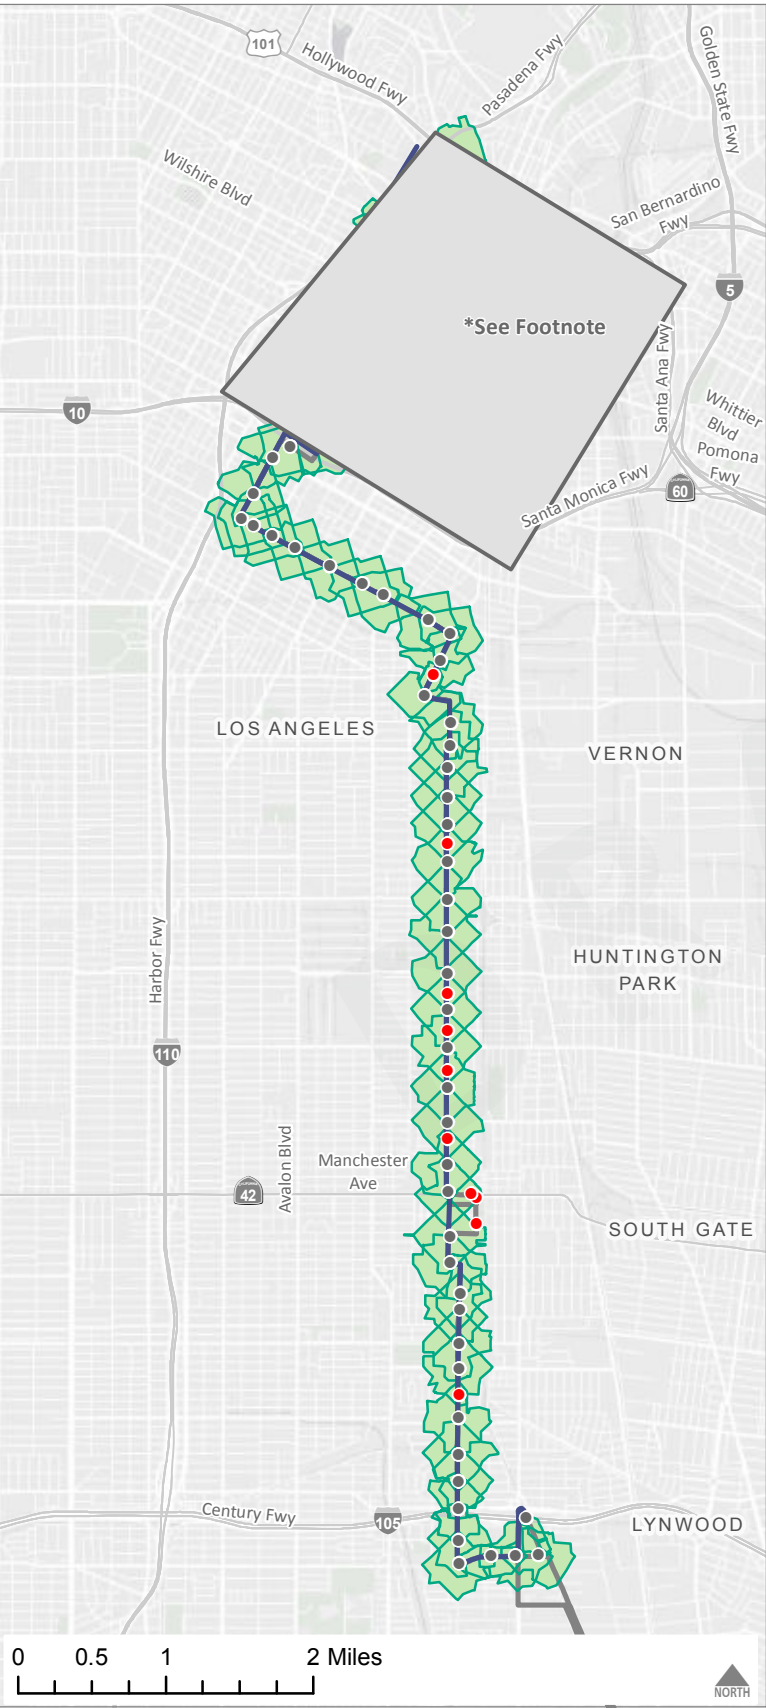 101
Hollywood Fwy
Pasadena Fwy
Golden State Fwy
Wilshire Blvd
San Bernardino
Fwy
5
*See Footnote
Santa Ana Fwy
10
Whittier
Blvd
Pomona
Fwy
Santa Monica Fwy
CALIFORNIA
60
LOS ANGELES
VERNON
Harbor Fwy
HUNTINGTON
PARK
110
Avalon Blvd
Manchester
Ave
CALIFORNIA
42
SOUTH GATE
Century Fwy
105
LYNWOOD
0 0.5 1 2 Miles
NORTH